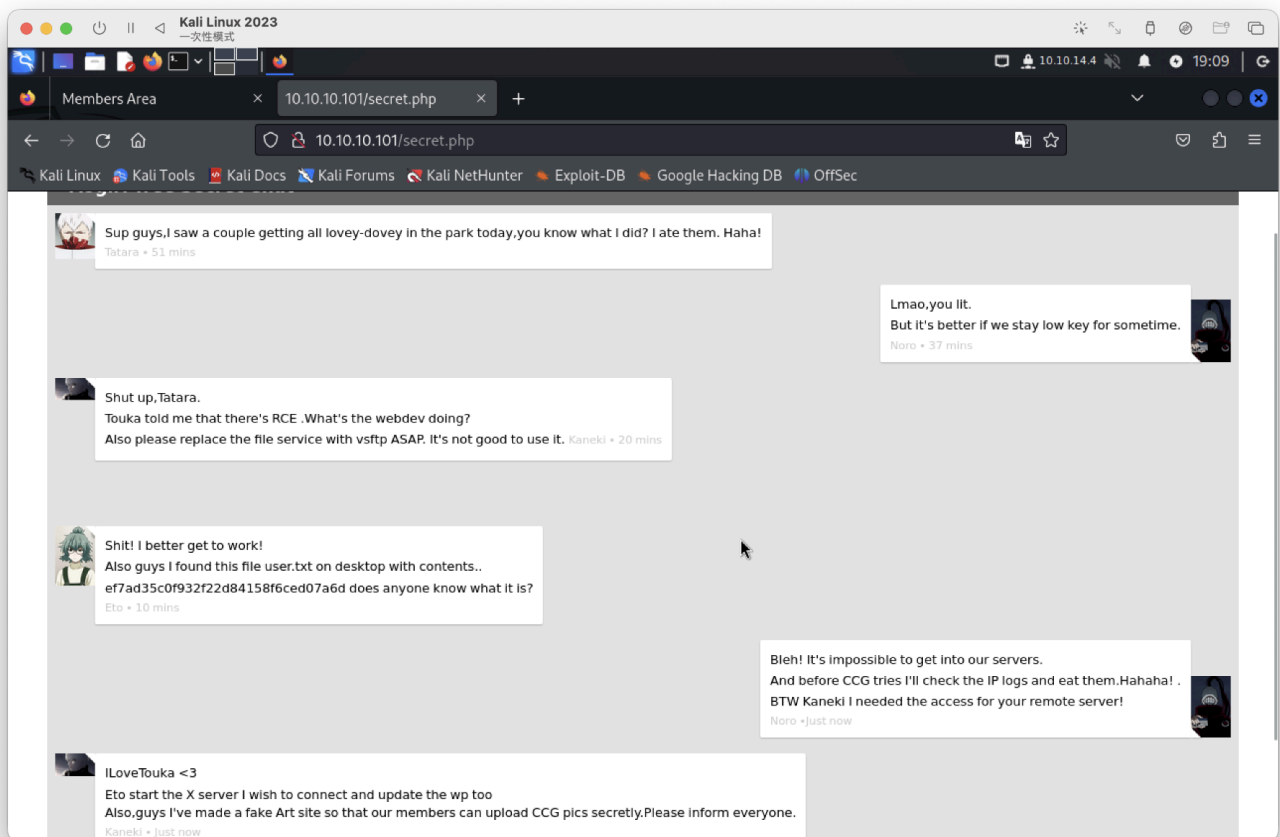 Kali Linux 2023
一次性模式
10.10.14.4
19:09
Members Area
10.10.10.101/secret.php
10.10.10.101/secret.php
Kali Linux Kali Tools Kali Docs Kali Forums Kali NetHunter Exploit-DB Google Hacking DB OffSec
Sup guys,I saw a couple getting all lovey-dovey in the park today,you know what I did? I ate them. Haha!
Tatara • 51 mins
Lmao,you lit.
But it's better if we stay low key for sometime.
Noro • 37 mins
Shut up,Tatara.
Touka told me that there's RCE .What's the webdev doing?
Also please replace the file service with vsftp ASAP. It's not good to use it. Kaneki • 20 mins
Shit! I better get to work!
Also guys I found this file user.txt on desktop with contents..
ef7ad35c0f932f22d84158f6ced07a6d does anyone know what it is?
Eto • 10 mins
Bleh! It's impossible to get into our servers.
And before CCG tries I'll check the IP logs and eat them.Hahaha! .
BTW Kaneki I needed the access for your remote server!
Noro •Just now
ILoveTouka <3
Eto start the X server I wish to connect and update the wp too
Also,guys I've made a fake Art site so that our members can upload CCG pics secretly.Please inform everyone.
Kaneki • Just now